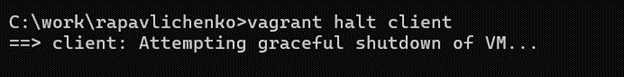 C:\work\rapavlichenko>vagrant halt client
==> client: Attempting graceful shutdown of VM...